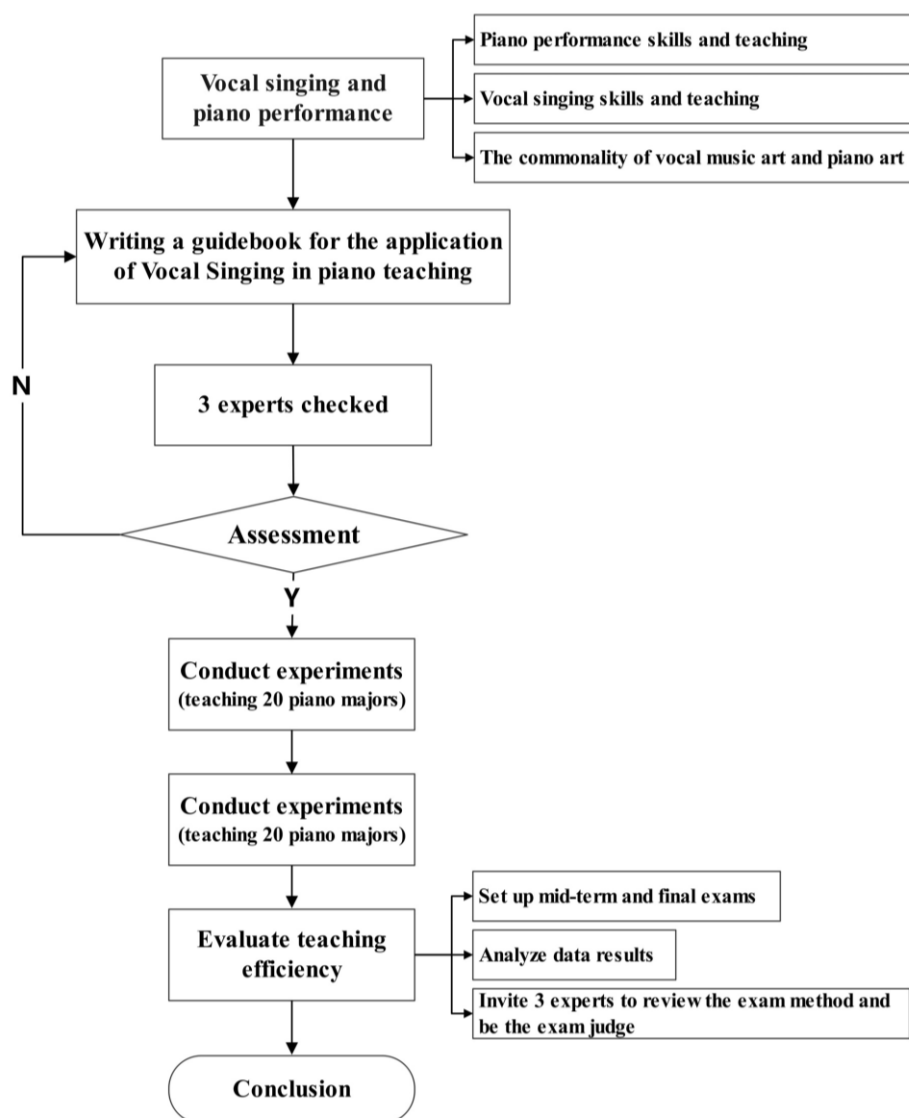 Piano performance skills and teaching
Vocal singing and
piano performance
Vocal singing skills and teaching
The commonality of vocal music art and piano art
Writing a guidebook for the application
of Vocal Singing in piano teaching
N
3 experts checked
Assessment
Y
Conduct experiments
(teaching 20 piano majors)
Conduct experiments
(teaching 20 piano majors)
Evaluate teaching
efficiency
Set up mid-term and final exams
Analyze data results
Invite 3 experts to review the exam method and
be the exam judge
Conclusion